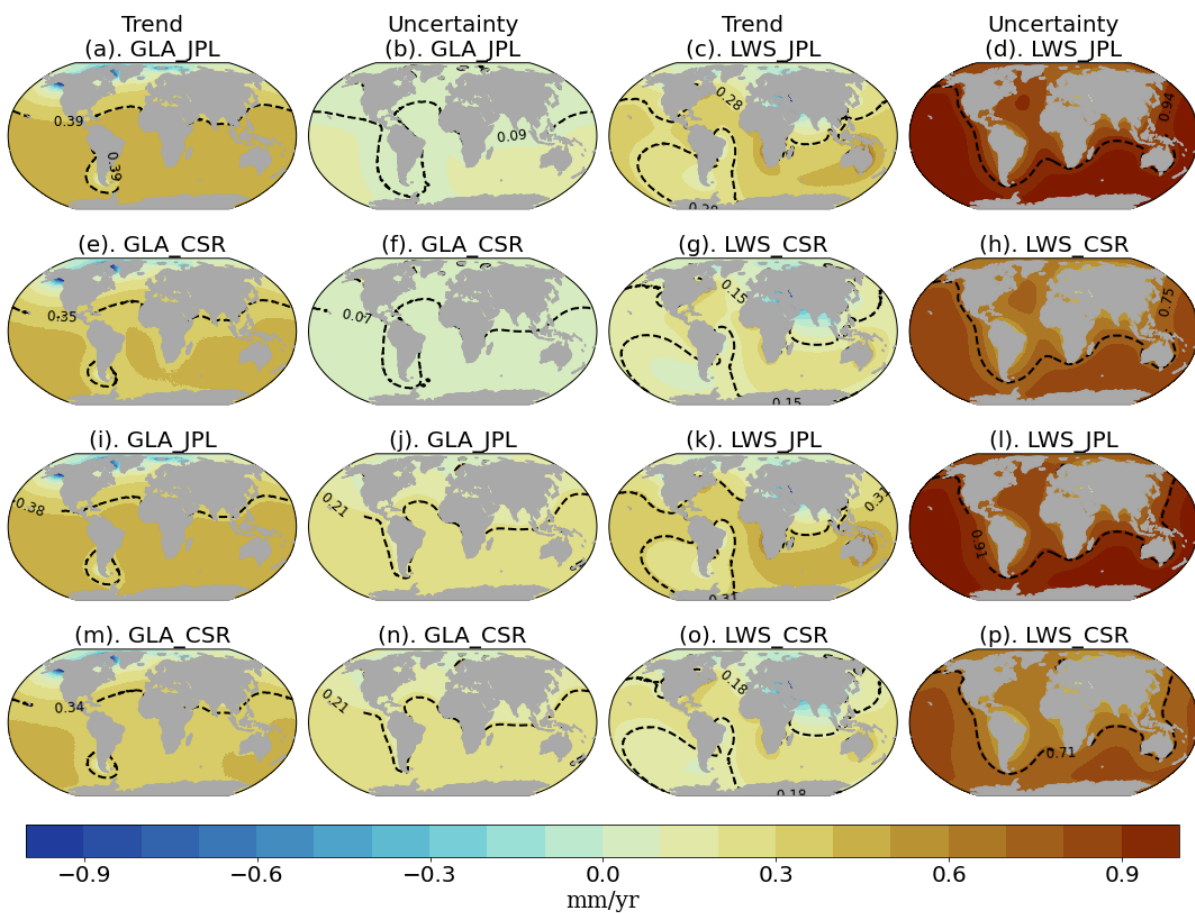 Trend Uncertainty Trend Uncertainty
(a). GLA_JPL (b). GLA_JPL (c). LWS_JPL (d). LWS_JPL
0.39 0.39 0.09 0.28 0.28 0.94
(e). GLA_CSR (f). GLA_CSR (g). LWS_CSR (h). LWS_CSR
0.35 0.07 0.15 0.15 0.75
(i). GLA_JPL (j). GLA_JPL (k). LWS_JPL (l). LWS_JPL
0.38 0.21 0.31 0.31 0.91
(m). GLA_CSR (n). GLA_CSR (o). LWS_CSR (p). LWS_CSR
0.34 0.21 0.18 0.18 0.71
−0.9 −0.6 −0.3 0.0 0.3 0.6 0.9
mm/yr